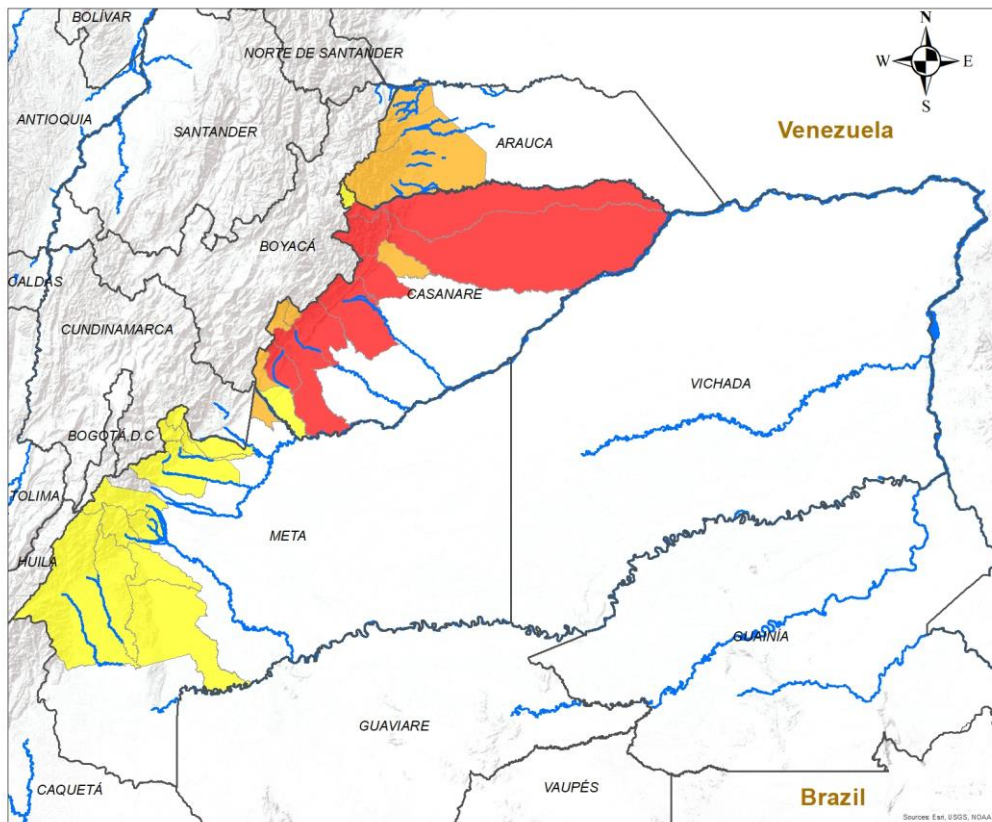 BOLÍVAR
NORTE DE SANTANDER
N
W
E
S
ANTIOQUIA
SANTANDER
ARAUCA
Venezuela
BOYACÁ
CALDAS
CASANARE
CUNDINAMARCA
VICHADA
BOGOTÁ D.C
TOLIMA
META
HUILA
GUAINÍA
GUAVIARE
CAQUETÁ
VAUPÉS
Brazil
Sources: Esri, USGS, NOAA